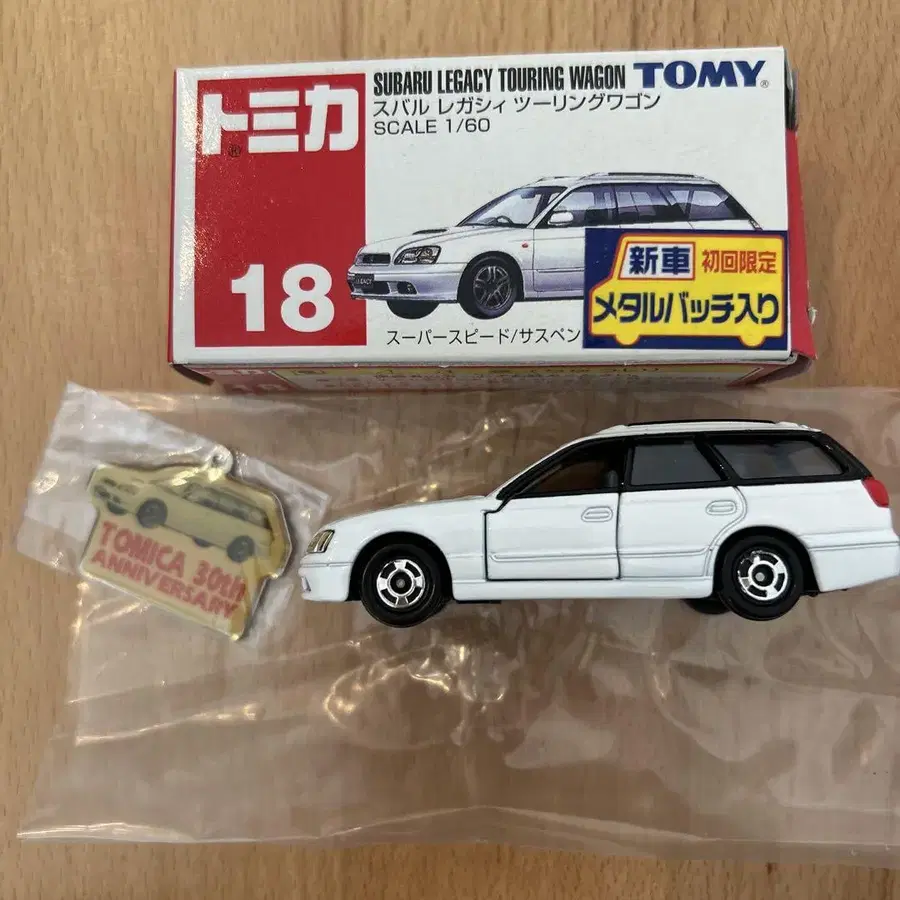 トミカ
18
SUBARU LEGACY TOURING WAGON TOMY®
スバル レガシィ ツーリングワゴン
SCALE 1/60
LEGACY
スーパースピード/サスペン
新車 初回限定
メタルバッチ入り
TOMICA 30th
ANNIVERSARY